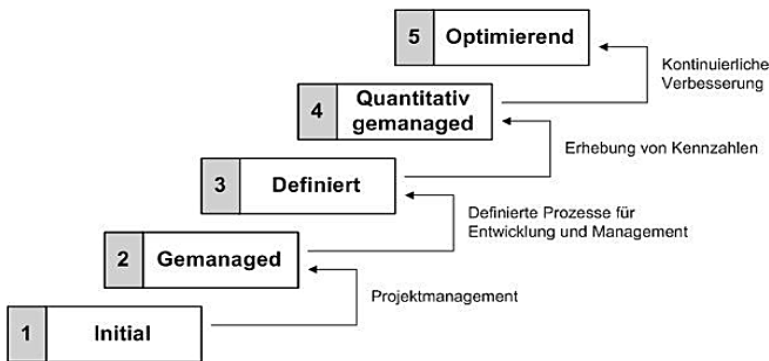 5 Optimierend
Kontinuierliche
Verbesserung
4 Quantitativ
gemanaged
Erhebung von Kennzahlen
3 Definiert
Definierte Prozesse für
Entwicklung und Management
2 Gemanaged
Projektmanagement
1 Initial